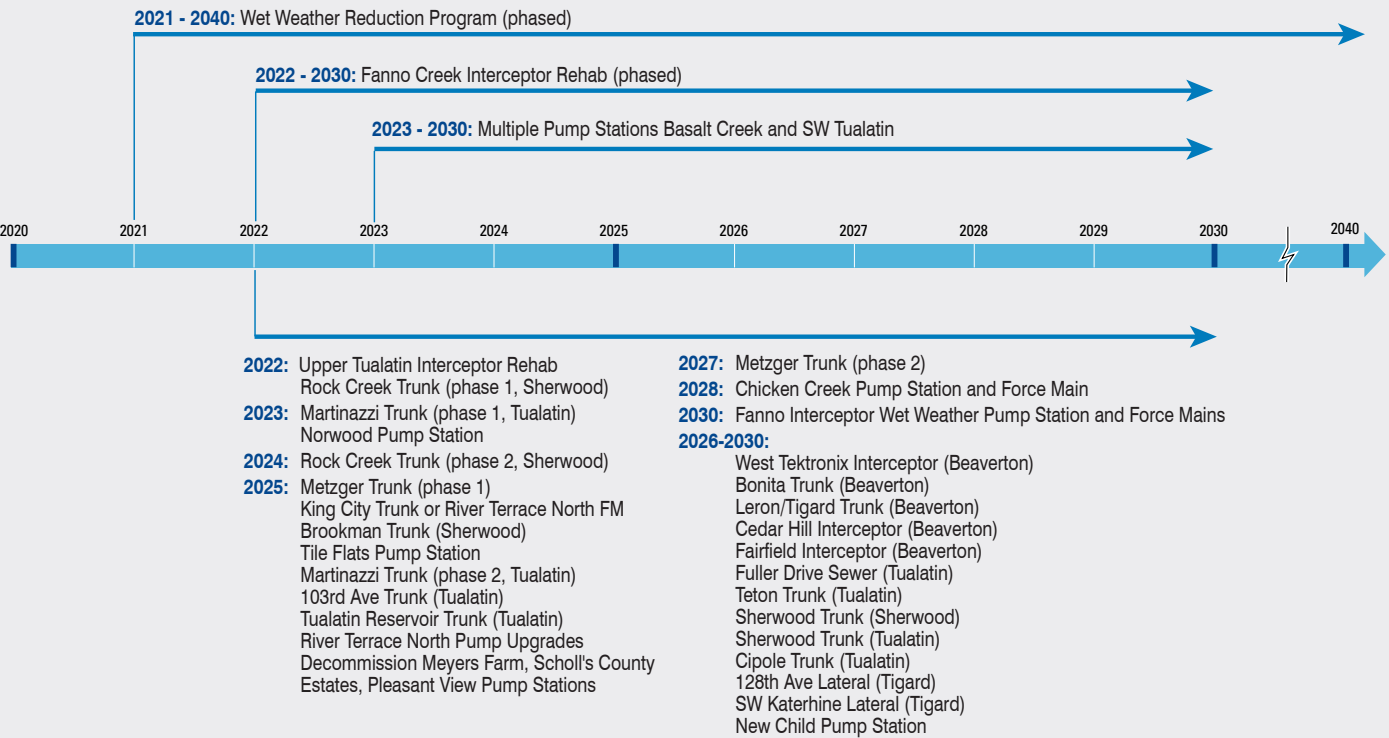 2021 - 2040: Wet Weather Reduction Program (phased)
2022 - 2030: Fanno Creek Interceptor Rehab (phased)
2023 - 2030: Multiple Pump Stations Basalt Creek and SW Tualatin
2020 2021 2022 2023 2024 2025 2026 2027 2028 2029 2030 2040
2022: Upper Tualatin Interceptor Rehab
Rock Creek Trunk (phase 1, Sherwood)
2023: Martinazzi Trunk (phase 1, Tualatin)
Norwood Pump Station
2024: Rock Creek Trunk (phase 2, Sherwood)
2025: Metzger Trunk (phase 1)
King City Trunk or River Terrace North FM
Brookman Trunk (Sherwood)
Tile Flats Pump Station
Martinazzi Trunk (phase 2, Tualatin)
103rd Ave Trunk (Tualatin)
Tualatin Reservoir Trunk (Tualatin)
River Terrace North Pump Upgrades
Decommission Meyers Farm, Scholl's County
Estates, Pleasant View Pump Stations
2027: Metzger Trunk (phase 2)
2028: Chicken Creek Pump Station and Force Main
2030: Fanno Interceptor Wet Weather Pump Station and Force Mains
2026-2030:
West Tektronix Interceptor (Beaverton)
Bonita Trunk (Beaverton)
Leron/Tigard Trunk (Beaverton)
Cedar Hill Interceptor (Beaverton)
Fairfield Interceptor (Beaverton)
Fuller Drive Sewer (Tualatin)
Teton Trunk (Tualatin)
Sherwood Trunk (Sherwood)
Sherwood Trunk (Tualatin)
Cipole Trunk (Tualatin)
128th Ave Lateral (Tigard)
SW Katerhine Lateral (Tigard)
New Child Pump Station